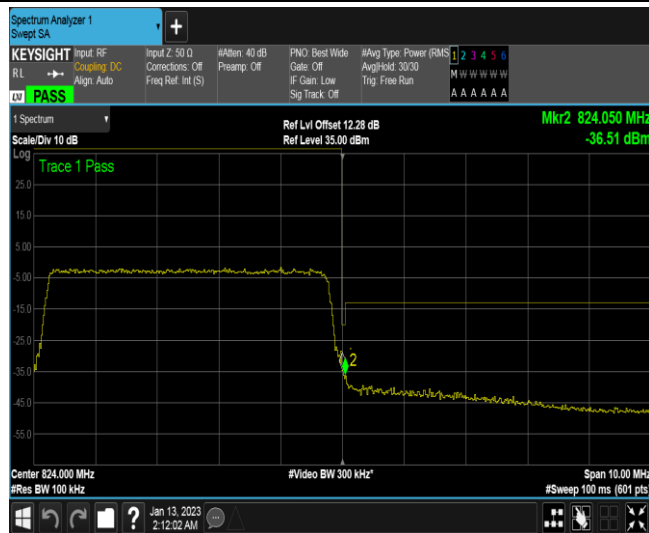 Spectrum Analyzer 1
Swept SA
+
KEYSIGHT
RL
LXI PASS
Input: RF
Coupling: DC
Align: Auto
Input Z: 50 Ω
Corrections: Off
Freq Ref: Int (S)
#Atten: 40 dB
Preamp: Off
PNO: Best Wide
Gate: Off
IF Gain: Low
Sig Track: Off
#Avg Type: Power (RMS
Avg|Hold: 30/30
Trig: Free Run
1 2 3 4 5 6
M W W W W W
A A A A A A
1 Spectrum
Scale/Div 10 dB
Ref Lvl Offset 12.28 dB
Ref Level 35.00 dBm
Mkr2 824.050 MHz
-36.51 dBm
Log
Trace 1 Pass
25.0
15.0
5.00
-5.00
-15.0
-25.0
-35.0
-45.0
-55.0
2
Center 824.000 MHz
#Res BW 100 kHz
#Video BW 300 kHz*
Span 10.00 MHz
#Sweep 100 ms (601 pts)
?
Jan 13, 2023
2:12:02 AM